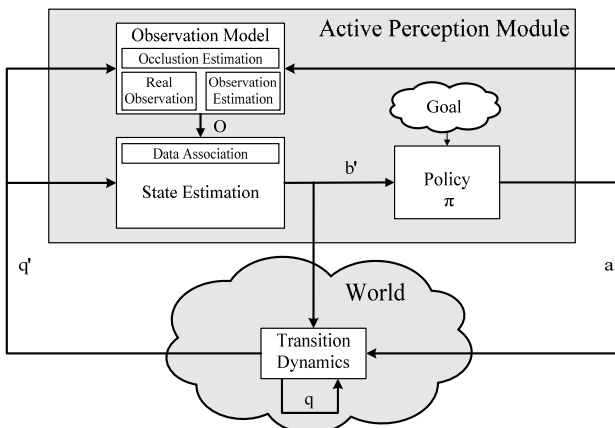 Active Perception Module
Observation Model
Occlustion Estimation
Real
Observation
Observation
Estimation
O
Data Association
State Estimation
b'
Goal
Policy
π
q'
a
World
Transition
Dynamics
q